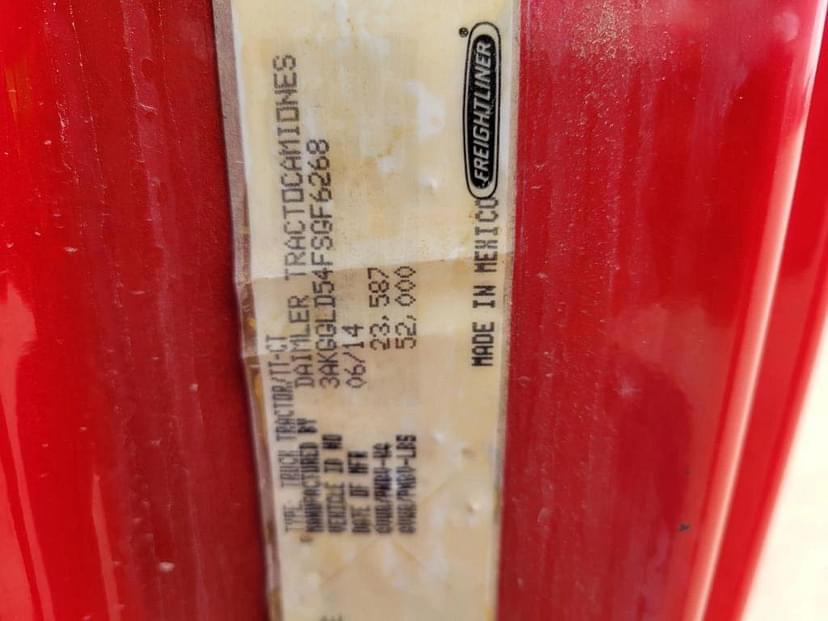 TYPE: TRUCK TRACTOR/TT-CT
MANUFACTURED BY DAIMLER TRACTOCAMIONES
VEHICLE ID NO 3AKGGLD54FSGF6268
DATE OF MFR 06/14
GVWR/PNBV-KG 23,587
GVWR/PNBV-LBS 52,000
MADE IN MEXICO
FREIGHTLINER®